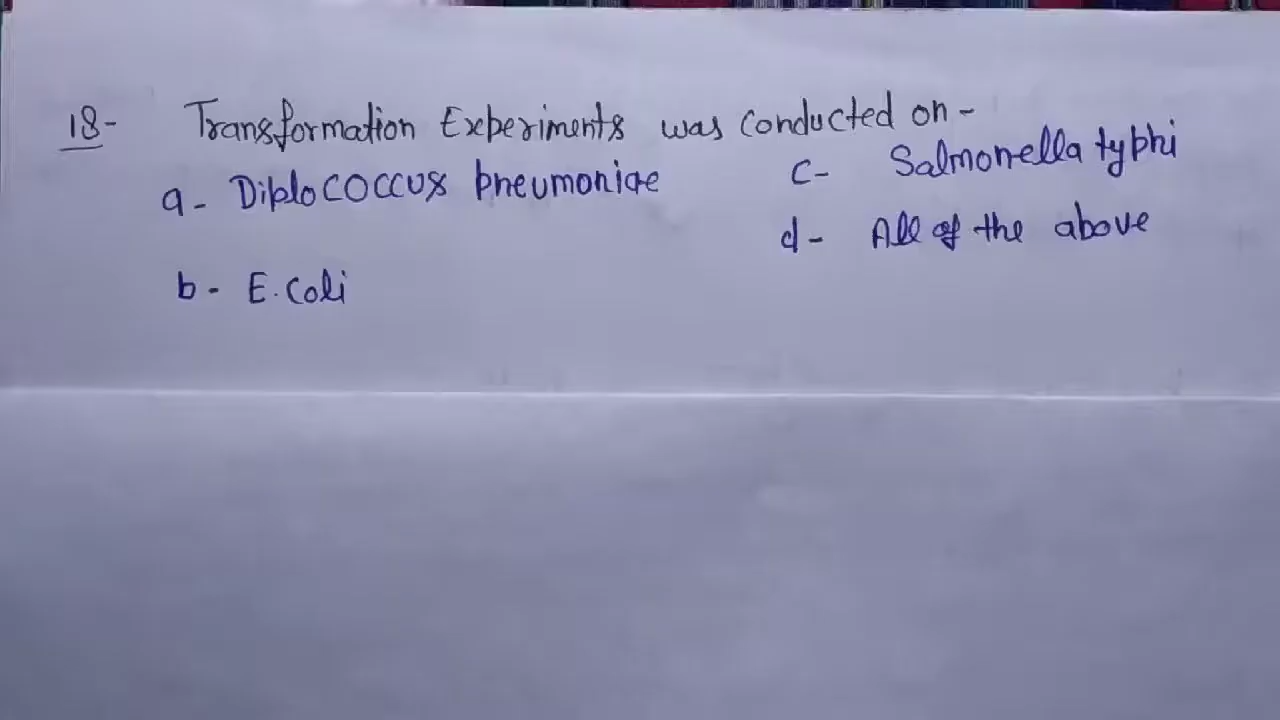 18- Transformation Experiments was conducted on -
a - Diplococcus pneumoniae
c- Salmonella typhi
d - All of the above
b - E. Coli